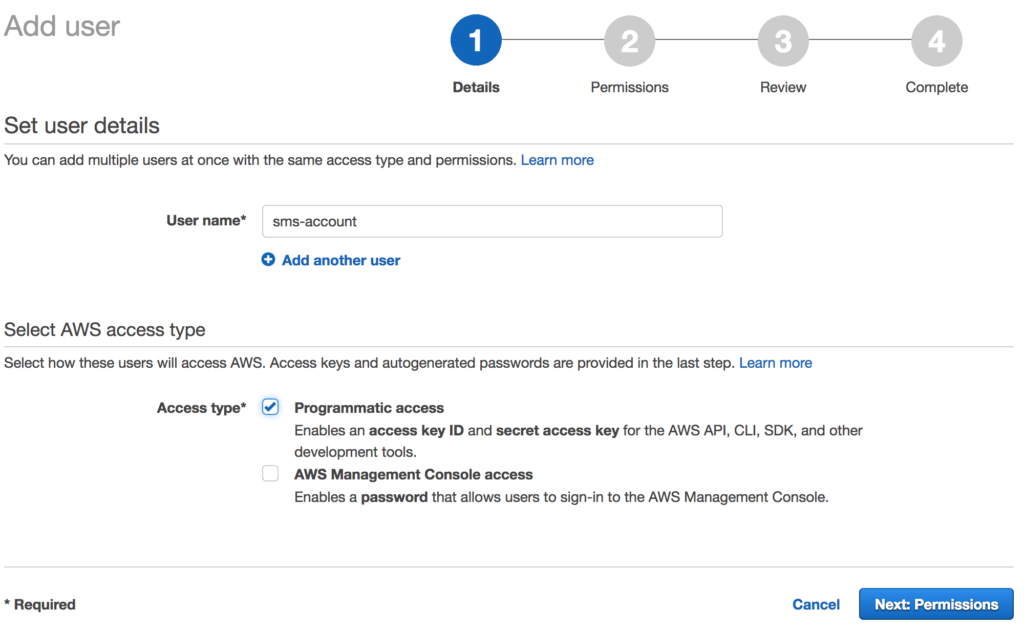 Add user
1
2
3
4
Details
Permissions
Review
Complete
Set user details
You can add multiple users at once with the same access type and permissions. Learn more
User name*
sms-account
Add another user
Select AWS access type
Select how these users will access AWS. Access keys and autogenerated passwords are provided in the last step. Learn more
Access type*
Programmatic access
Enables an access key ID and secret access key for the AWS API, CLI, SDK, and other
development tools.
AWS Management Console access
Enables a password that allows users to sign-in to the AWS Management Console.
* Required
Cancel
Next: Permissions